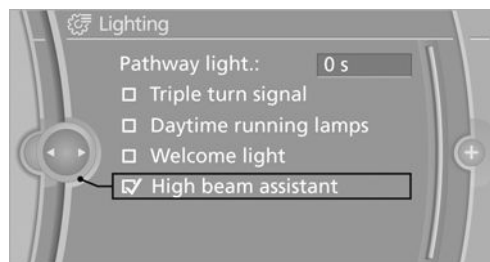 Lighting
Pathway light.: 0 s
Triple turn signal
Daytime running lamps
Welcome light
High beam assistant